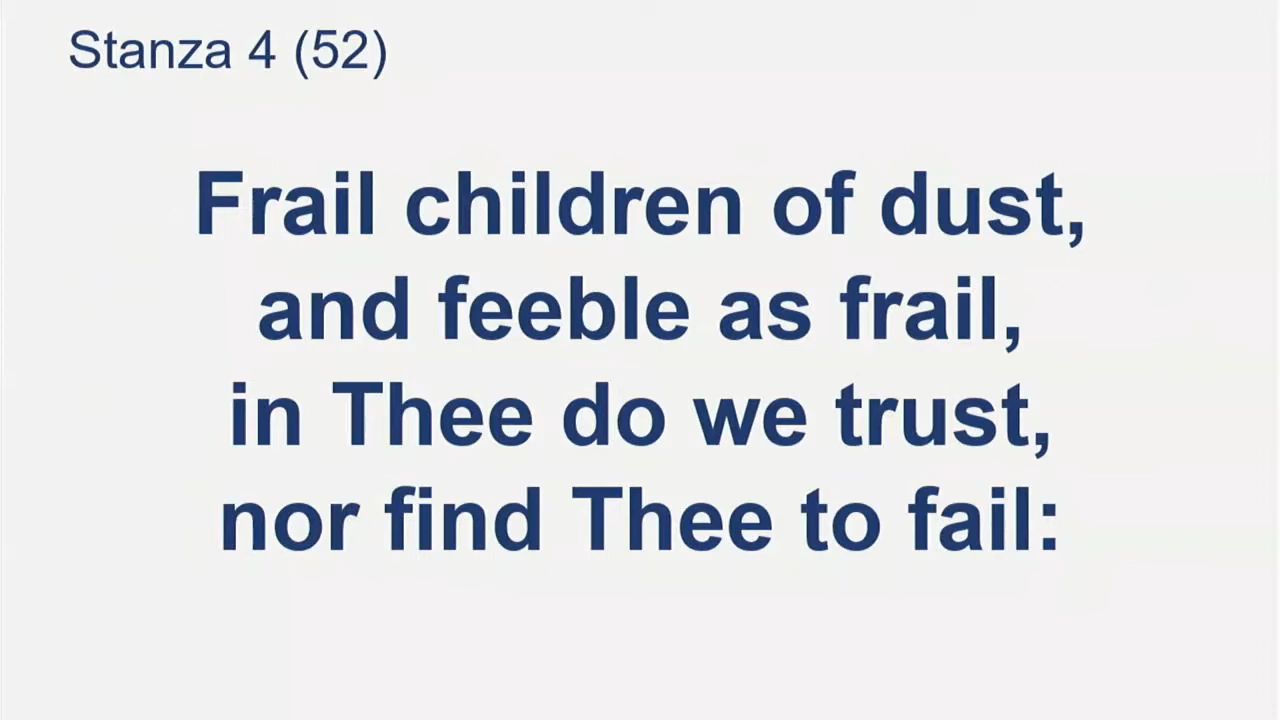 Stanza 4 (52)
Frail children of dust,
and feeble as frail,
in Thee do we trust,
nor find Thee to fail: